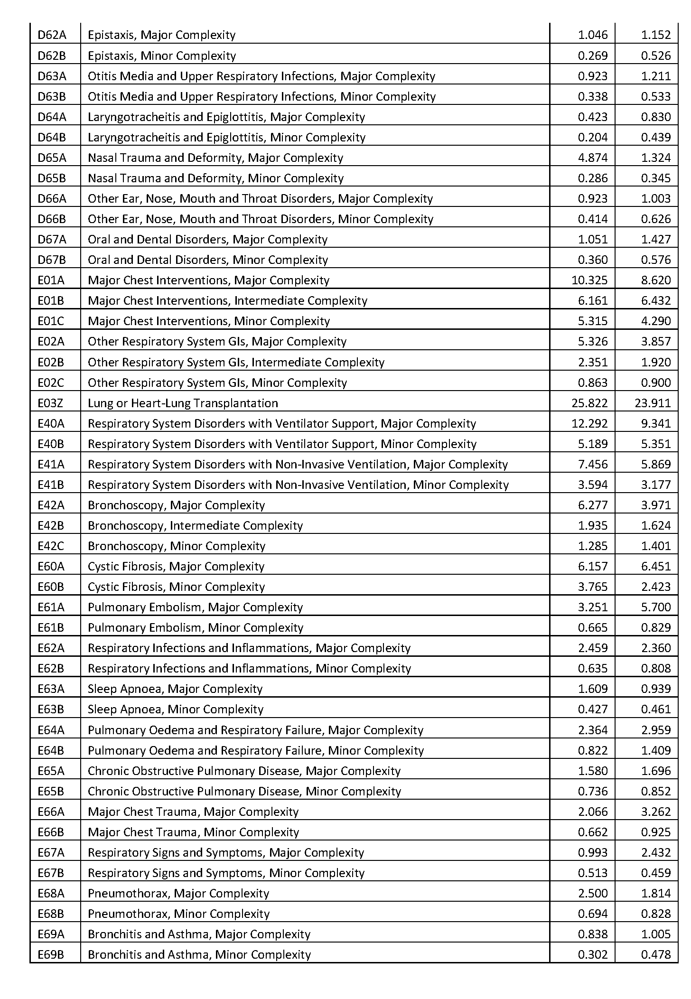 D62A Epistaxis, Major Complexity 1.046 1.152
D62B Epistaxis, Minor Complexity 0.269 0.526
D63A Otitis Media and Upper Respiratory Infections, Major Complexity 0.923 1.211
D63B Otitis Media and Upper Respiratory Infections, Minor Complexity 0.338 0.533
D64A Laryngotracheitis and Epiglottitis, Major Complexity 0.423 0.830
D64B Laryngotracheitis and Epiglottitis, Minor Complexity 0.204 0.439
D65A Nasal Trauma and Deformity, Major Complexity 4.874 1.324
D65B Nasal Trauma and Deformity, Minor Complexity 0.286 0.345
D66A Other Ear, Nose, Mouth and Throat Disorders, Major Complexity 0.923 1.003
D66B Other Ear, Nose, Mouth and Throat Disorders, Minor Complexity 0.414 0.626
D67A Oral and Dental Disorders, Major Complexity 1.051 1.427
D67B Oral and Dental Disorders, Minor Complexity 0.360 0.576
E01A Major Chest Interventions, Major Complexity 10.325 8.620
E01B Major Chest Interventions, Intermediate Complexity 6.161 6.432
E01C Major Chest Interventions, Minor Complexity 5.315 4.290
E02A Other Respiratory System GIs, Major Complexity 5.326 3.857
E02B Other Respiratory System GIs, Intermediate Complexity 2.351 1.920
E02C Other Respiratory System GIs, Minor Complexity 0.863 0.900
E03Z Lung or Heart-Lung Transplantation 25.822 23.911
E40A Respiratory System Disorders with Ventilator Support, Major Complexity 12.292 9.341
E40B Respiratory System Disorders with Ventilator Support, Minor Complexity 5.189 5.351
E41A Respiratory System Disorders with Non-Invasive Ventilation, Major Complexity 7.456 5.869
E41B Respiratory System Disorders with Non-Invasive Ventilation, Minor Complexity 3.594 3.177
E42A Bronchoscopy, Major Complexity 6.277 3.971
E42B Bronchoscopy, Intermediate Complexity 1.935 1.624
E42C Bronchoscopy, Minor Complexity 1.285 1.401
E60A Cystic Fibrosis, Major Complexity 6.157 6.451
E60B Cystic Fibrosis, Minor Complexity 3.765 2.423
E61A Pulmonary Embolism, Major Complexity 3.251 5.700
E61B Pulmonary Embolism, Minor Complexity 0.665 0.829
E62A Respiratory Infections and Inflammations, Major Complexity 2.459 2.360
E62B Respiratory Infections and Inflammations, Minor Complexity 0.635 0.808
E63A Sleep Apnoea, Major Complexity 1.609 0.939
E63B Sleep Apnoea, Minor Complexity 0.427 0.461
E64A Pulmonary Oedema and Respiratory Failure, Major Complexity 2.364 2.959
E64B Pulmonary Oedema and Respiratory Failure, Minor Complexity 0.822 1.409
E65A Chronic Obstructive Pulmonary Disease, Major Complexity 1.580 1.696
E65B Chronic Obstructive Pulmonary Disease, Minor Complexity 0.736 0.852
E66A Major Chest Trauma, Major Complexity 2.066 3.262
E66B Major Chest Trauma, Minor Complexity 0.662 0.925
E67A Respiratory Signs and Symptoms, Major Complexity 0.993 2.432
E67B Respiratory Signs and Symptoms, Minor Complexity 0.513 0.459
E68A Pneumothorax, Major Complexity 2.500 1.814
E68B Pneumothorax, Minor Complexity 0.694 0.828
E69A Bronchitis and Asthma, Major Complexity 0.838 1.005
E69B Bronchitis and Asthma, Minor Complexity 0.302 0.478